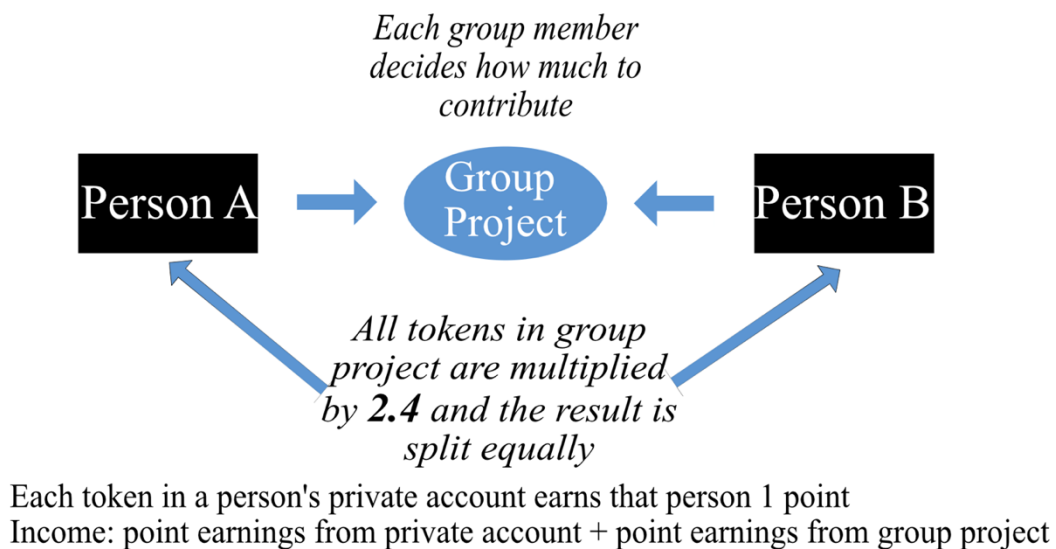 Each group member
decides how much to
contribute
Person A
Group
Project
Person B
All tokens in group
project are multiplied
by 2.4 and the result is
split equally
Each token in a person's private account earns that person 1 point
Income: point earnings from private account + point earnings from group project